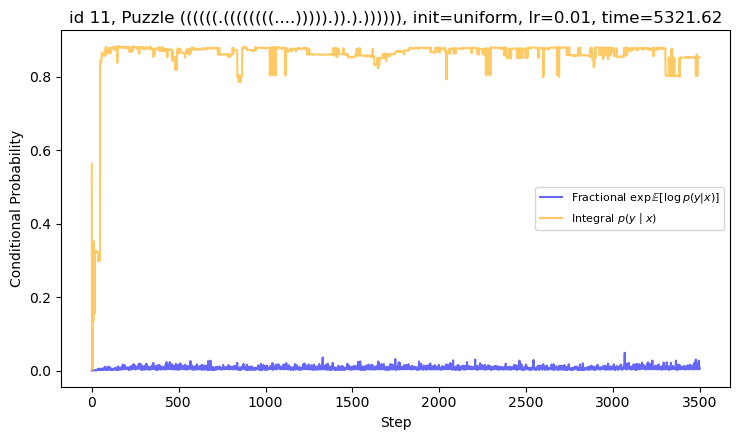 id 11, Puzzle ((((((.((((((((....))))).)).).)))))), init=uniform, lr=0.01, time=5321.62
Conditional Probability
0.8
0.6
0.4
0.2
0.0
Fractional exp𝔼[log p(y|x)]
Integral p(y | x)
0 500 1000 1500 2000 2500 3000 3500
Step